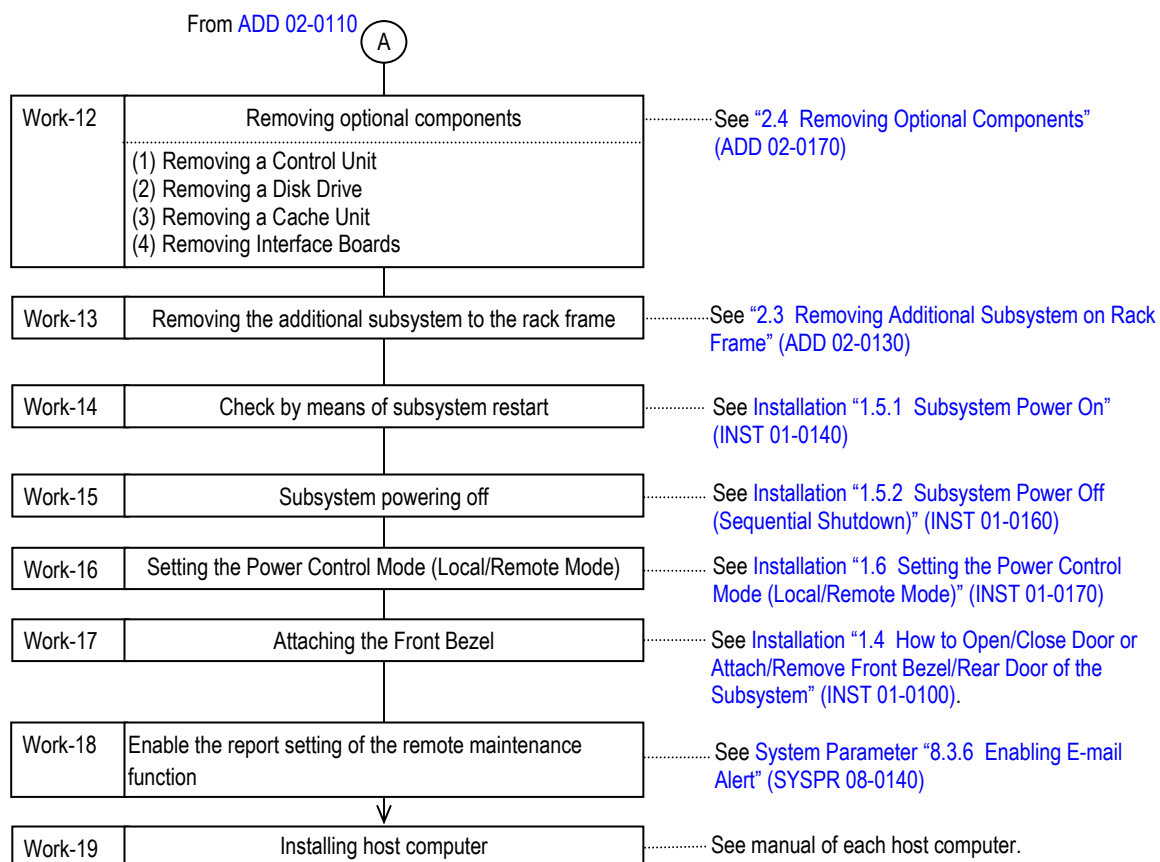 From ADD 02-0110
A
Work-12
Removing optional components
(1) Removing a Control Unit
(2) Removing a Disk Drive
(3) Removing a Cache Unit
(4) Removing Interface Boards
See “2.4 Removing Optional Components”
(ADD 02-0170)
Work-13
Removing the additional subsystem to the rack frame
See “2.3 Removing Additional Subsystem on Rack
Frame” (ADD 02-0130)
Work-14
Check by means of subsystem restart
See Installation “1.5.1 Subsystem Power On”
(INST 01-0140)
Work-15
Subsystem powering off
See Installation “1.5.2 Subsystem Power Off
(Sequential Shutdown)” (INST 01-0160)
Work-16
Setting the Power Control Mode (Local/Remote Mode)
See Installation “1.6 Setting the Power Control
Mode (Local/Remote Mode)” (INST 01-0170)
Work-17
Attaching the Front Bezel
See Installation “1.4 How to Open/Close Door or
Attach/Remove Front Bezel/Rear Door of the
Subsystem” (INST 01-0100).
Work-18
Enable the report setting of the remote maintenance
function
See System Parameter “8.3.6 Enabling E-mail
Alert” (SYSPR 08-0140)
Work-19
Installing host computer
See manual of each host computer.